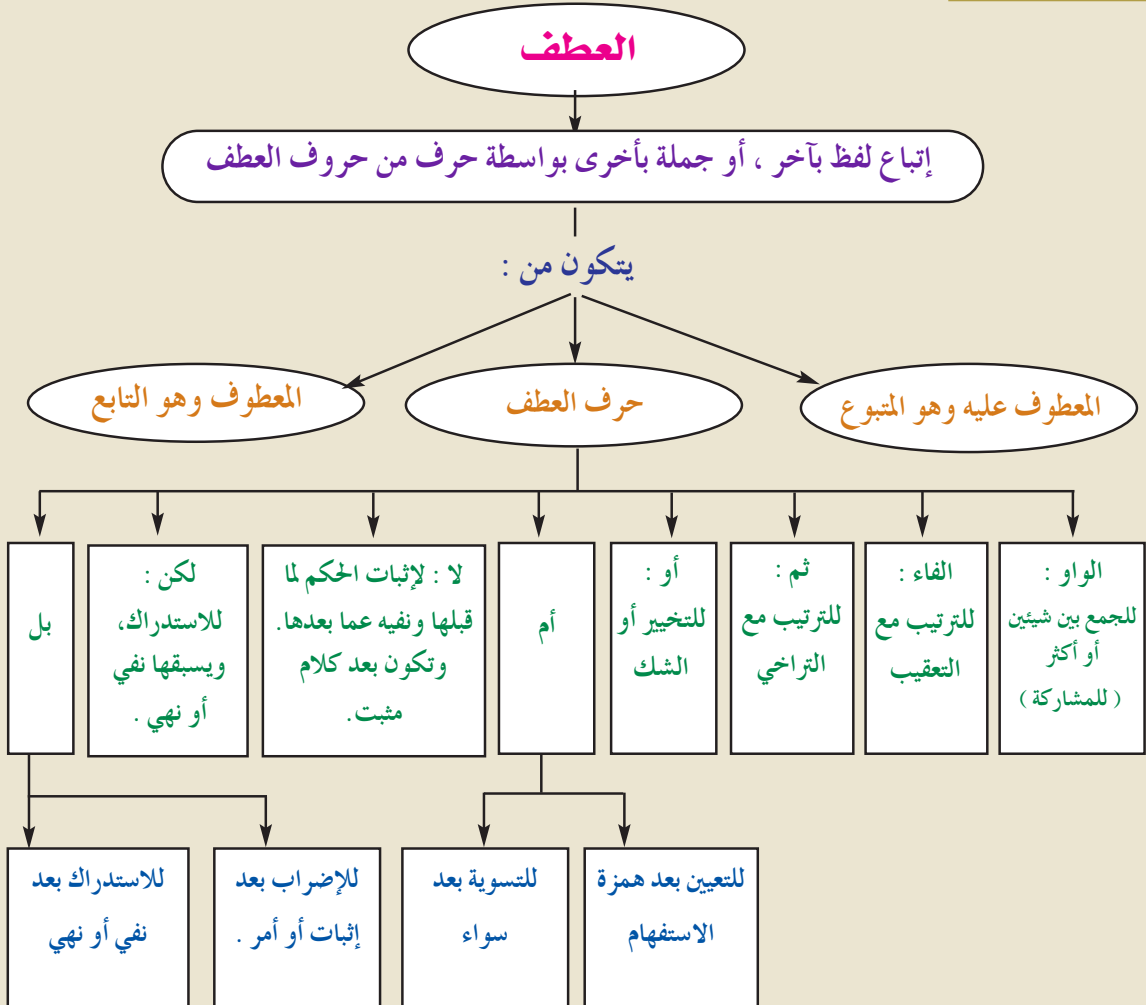 العطف
إتباع لفظ بآخر ، أو جملة بأخرى بواسطة حرف من حروف العطف
يتكون من :
المعطوف عليه وهو المتبوع
حرف العطف
المعطوف وهو التابع
الواو :
للجمع بين شيئين
أو أكثر
( للمشاركة )
الفاء :
للترتيب مع
التعقيب
ثم :
للترتيب مع
التراخي
أو :
للتخيير أو
الشك
أم
لا : لإثبات الحكم لما
قبلها ونفيه عما بعدها.
وتكون بعد كلام
مثبت.
لكن :
للاستدراك،
ويسبقها نفي
أو نهي .
بل
للتعين بعد همزة
الاستفهام
للتسوية بعد
سواء
للإضراب بعد
إثبات أو أمر .
للاستدراك بعد
نفي أو نهي